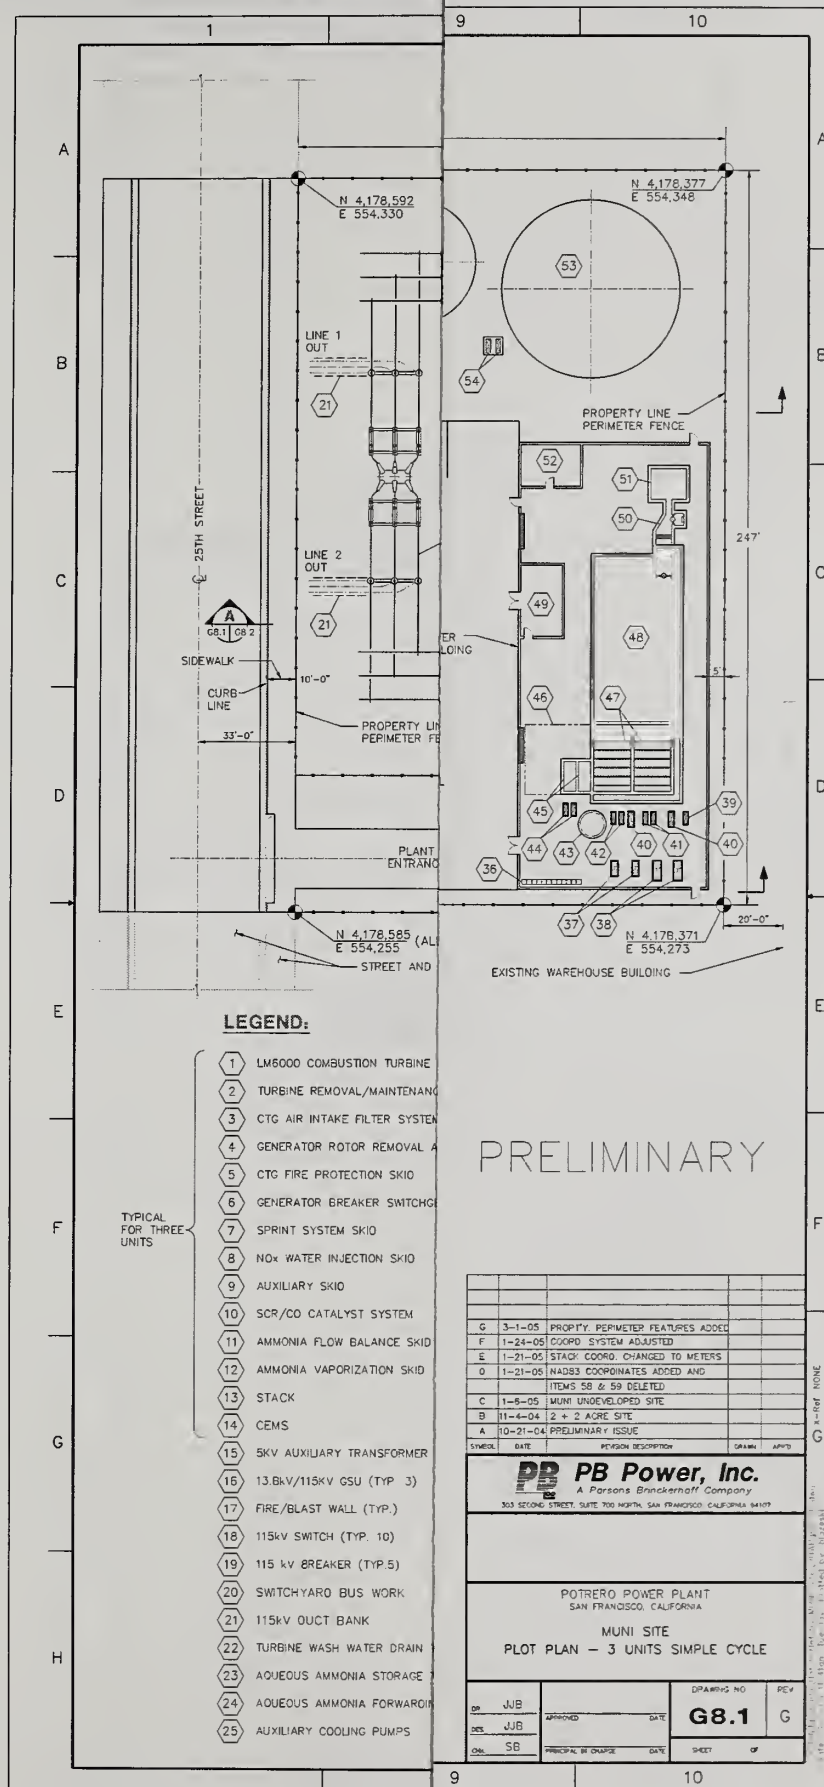 1
9
10
A
A
N 4,178,592
E 554,330
N 4,178,377
E 554,348
53
B
B
LINE 1
OUT
21
54
PROPERTY LINE
PERIMETER FENCE
52
51
50
247'
25TH STREET
C
C
LINE 2
OUT
49
48
A
G8.1 G8 2
21
SIDEWALK
CURB
LINE
10'-0"
5'
46
47
33'-0"
PROPERTY LIN
PERIMETER FE
D
D
45
39
44
43
42
40
41
40
PLANT
ENTRANC
36
37
38
N 4,178,585 (AL
E 554,255
N 4,178,371
E 554,273
20'-0"
STREET AND
EXISTING WAREHOUSE BUILDING
E
E
LEGEND:
1 LM6000 COMBUSTION TURBINE
2 TURBINE REMOVAL/MAINTENANC
3 CTG AIR INTAKE FILTER SYSTEM
4 GENERATOR ROTOR REMOVAL A
5 CTG FIRE PROTECTION SKID
6 GENERATOR BREAKER SWITCHG
7 SPRINT SYSTEM SKID
8 NOx WATER INJECTION SKID
9 AUXILIARY SKID
10 SCR/CO CATALYST SYSTEM
11 AMMONIA FLOW BALANCE SKID
12 AMMONIA VAPORIZATION SKID
13 STACK
14 CEMS
TYPICAL
FOR THREE
UNITS
15 5KV AUXILIARY TRANSFORMER
16 13.8kV/115KV GSU (TYP 3)
17 FIRE/BLAST WALL (TYP.)
18 115kV SWITCH (TYP. 10)
19 115 kV BREAKER (TYP.5)
20 SWITCHYARD BUS WORK
21 115kV DUCT BANK
22 TURBINE WASH WATER DRAIN
23 AQUEOUS AMMONIA STORAGE
24 AQUEOUS AMMONIA FORWARDIN
25 AUXILIARY COOLING PUMPS
F
F
G
G
H
PRELIMINARY
G 3-1-05 PROP'TY. PERIMETER FEATURES ADDED
F 1-24-05 COORD SYSTEM ADJUSTED
E 1-21-05 STACK COORD. CHANGED TO METERS
D 1-21-05 NAD83 COORDINATES ADDED AND
ITEMS 58 & 59 DELETED
C 1-6-05 MUNI UNDEVELOPED SITE
B 11-4-04 2 + 2 ACRE SITE
A 10-21-04 PRELIMINARY ISSUE
SYMBOL DATE REVISION DESCRIPTION DRAWN APP'D
X-Ref NONE
PB PB Power, Inc.
A Parsons Brinckerhoff Company
303 SECOND STREET, SUITE 700 NORTH, SAN FRANCISCO, CALIFORNIA 94107
POTRERO POWER PLANT
SAN FRANCISCO, CALIFORNIA
MUNI SITE
PLOT PLAN – 3 UNITS SIMPLE CYCLE
DR JJB
DES. JJB
CHK. SB
APPROVED DATE
PRINCIPAL IN CHARGE DATE
DRAWING NO REV
G8.1 G
SHEET OF
9
10